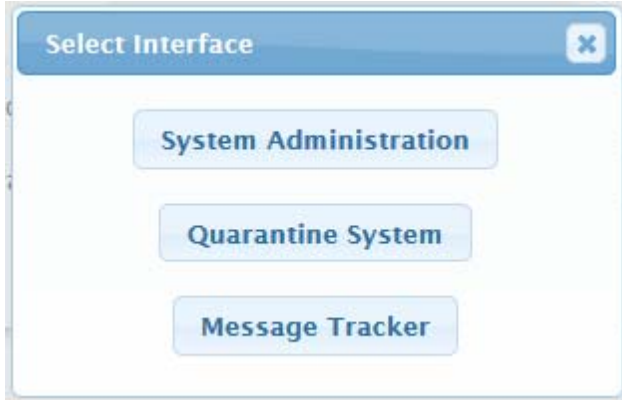 Select Interface
System Administration
Quarantine System
Message Tracker